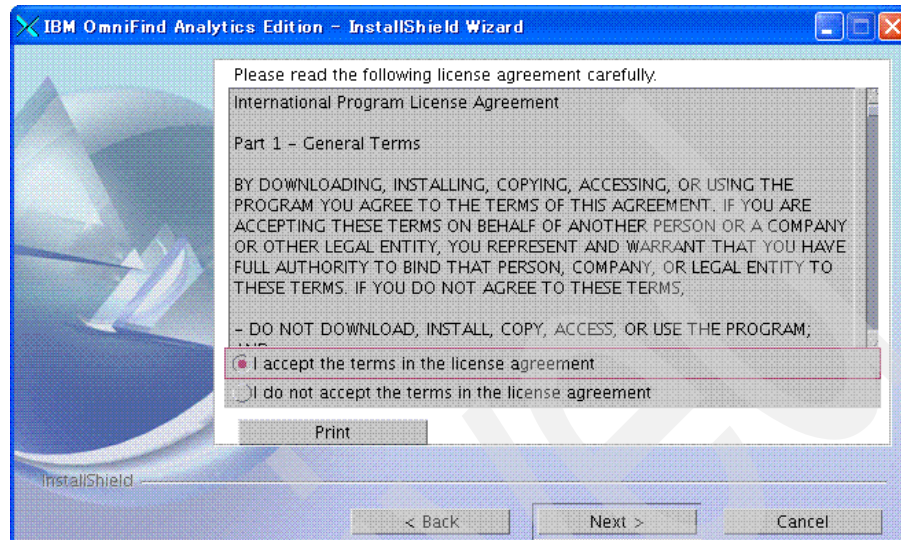 IBM OmniFind Analytics Edition - InstallShield Wizard
Please read the following license agreement carefully.
International Program License Agreement
Part 1 - General Terms
BY DOWNLOADING, INSTALLING, COPYING, ACCESSING, OR USING THE
PROGRAM YOU AGREE TO THE TERMS OF THIS AGREEMENT. IF YOU ARE
ACCEPTING THESE TERMS ON BEHALF OF ANOTHER PERSON OR A COMPANY
OR OTHER LEGAL ENTITY, YOU REPRESENT AND WARRANT THAT YOU HAVE
FULL AUTHORITY TO BIND THAT PERSON, COMPANY, OR LEGAL ENTITY TO
THESE TERMS. IF YOU DO NOT AGREE TO THESE TERMS,
- DO NOT DOWNLOAD, INSTALL, COPY, ACCESS, OR USE THE PROGRAM;
I accept the terms in the license agreement
I do not accept the terms in the license agreement
Print
InstallShield
< Back
Next >
Cancel